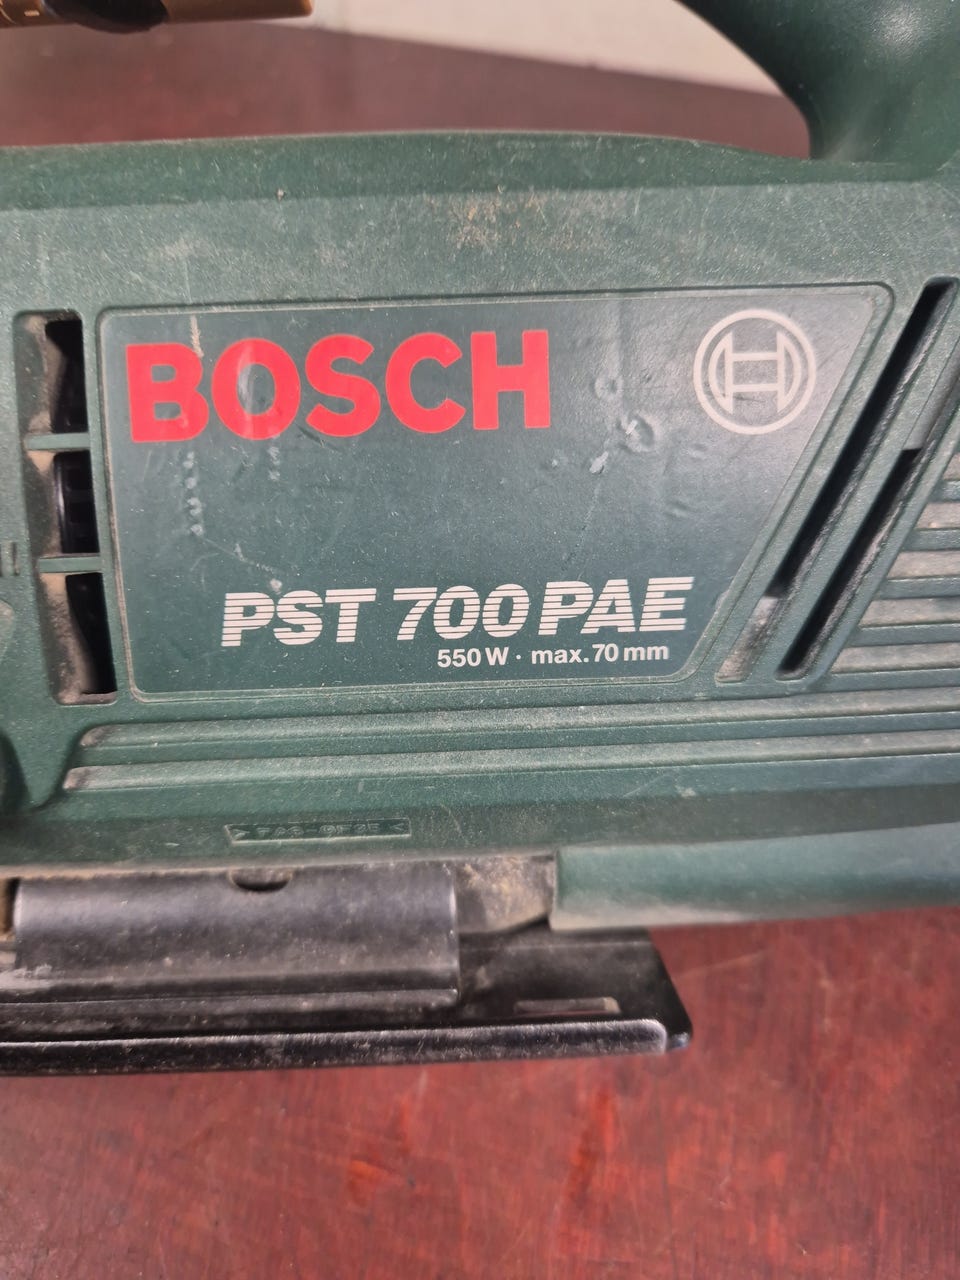 BOSCH
PST 700 PAE
550 W · max. 70 mm